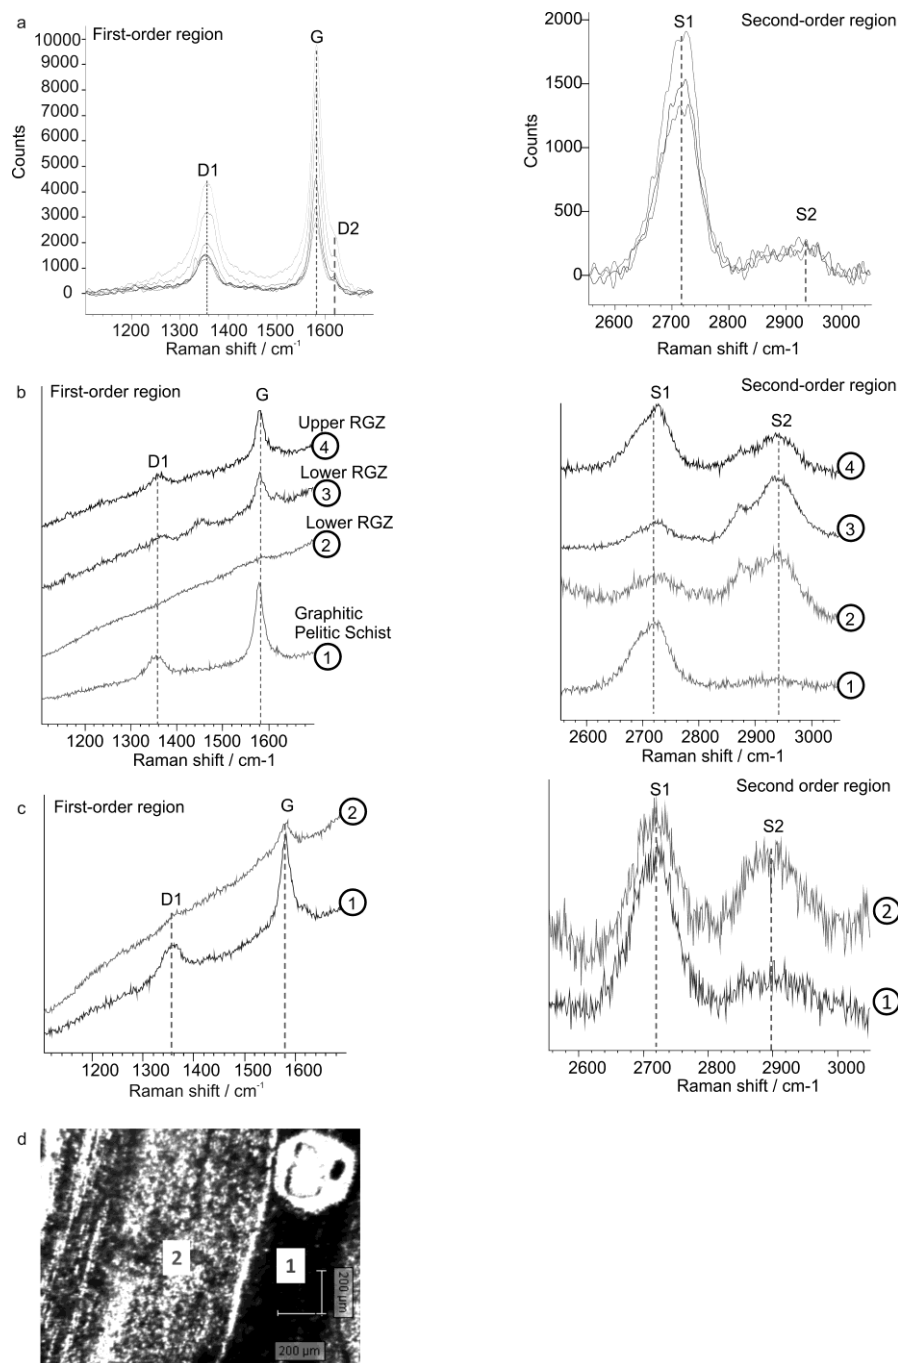 a
First-order region
G
10000
9000
8000
7000
6000
5000
4000
3000
2000
1000
0
Counts
D1
D2
1200
1300
1400
1500
1600
Raman shift / cm-1
S1
Second-order region
2000
1500
1000
500
0
Counts
S2
2600
2700
2800
2900
3000
Raman shift / cm-1
b
First-order region
G
Upper RGZ
4
D1
Lower RGZ
3
Lower RGZ
2
Graphitic
Pelitic Schist
1
1200
1300
1400
1500
1600
Raman shift / cm-1
S1
Second-order region
S2
4
3
2
1
2600
2700
2800
2900
3000
Raman shift / cm-1
c
First-order region
G
2
D1
1
1200
1300
1400
1500
1600
Raman shift / cm-1
Second order region
S1
S2
2
1
2600
2700
2800
2900
3000
Raman shift / cm-1
d
2
1
200 µm
200 µm